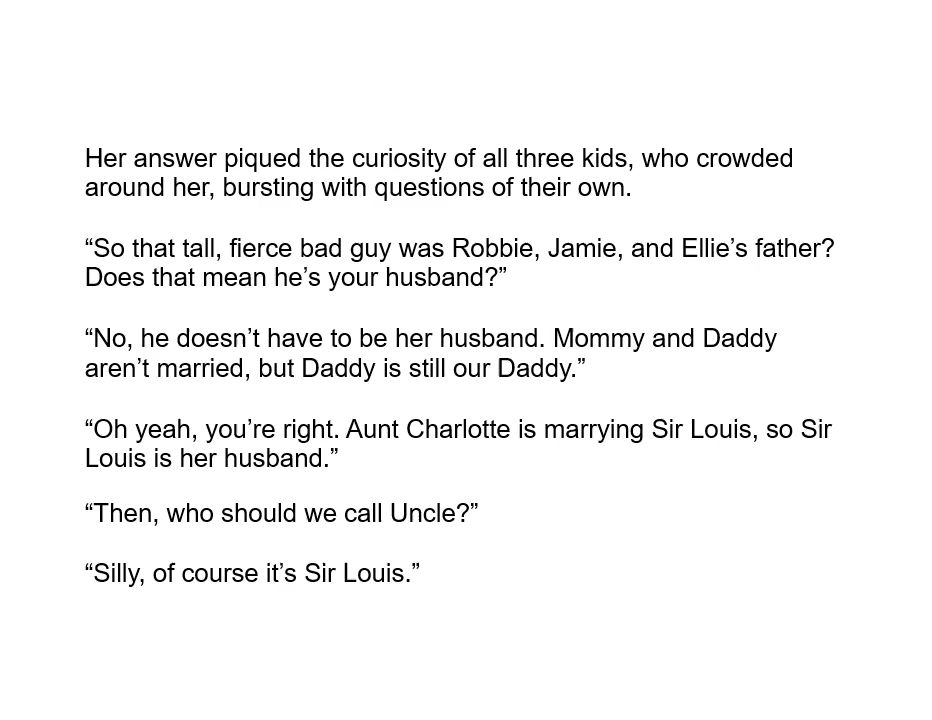 Her answer piqued the curiosity of all three kids, who crowded
around her, bursting with questions of their own.
“So that tall, fierce bad guy was Robbie, Jamie, and Ellie’s father?
Does that mean he’s your husband?”
“No, he doesn’t have to be her husband. Mommy and Daddy
aren’t married, but Daddy is still our Daddy.”
“Oh yeah, you’re right. Aunt Charlotte is marrying Sir Louis, so Sir
Louis is her husband.”
“Then, who should we call Uncle?”
“Silly, of course it’s Sir Louis.”